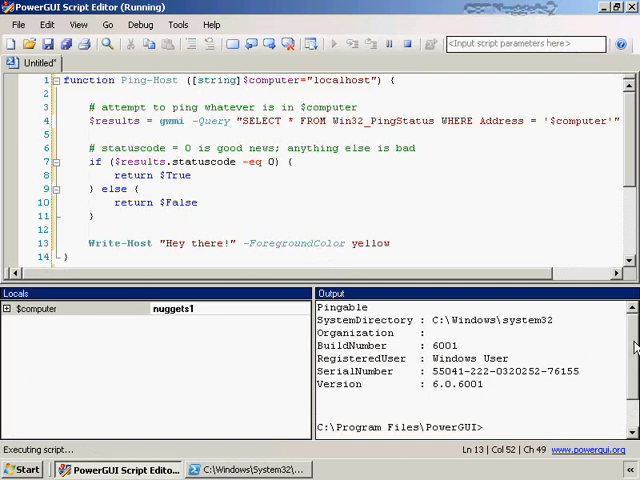 PowerGUI Script Editor (Running)
File Edit View Go Debug Tools Help
<Input script parameters here>
Untitled*
1 function Ping-Host ([string]$computer="localhost") {
2
3 # attempt to ping whatever is in $computer
4 $results = gwmi -Query "SELECT * FROM Win32_PingStatus WHERE Address = '$computer'"
5
6 # statuscode = 0 is good news; anything else is bad
7 if ($results.statuscode -eq 0) {
8 return $True
9 } else {
10 return $False
11 }
12
13 Write-Host "Hey there!" -ForegroundColor yellow
14 }
Locals
$computer nuggets1
Output
Pingable
SystemDirectory : C:\Windows\system32
Organization :
BuildNumber : 6001
RegisteredUser : Windows User
SerialNumber : 55041-222-0320252-76155
Version : 6.0.6001
C:\Program Files\PowerGUI>
Executing script...
Ln 13 Col 52 Ch 49 www.powergui.org
Start PowerGUI Script Edito... C:\Windows\System32\...